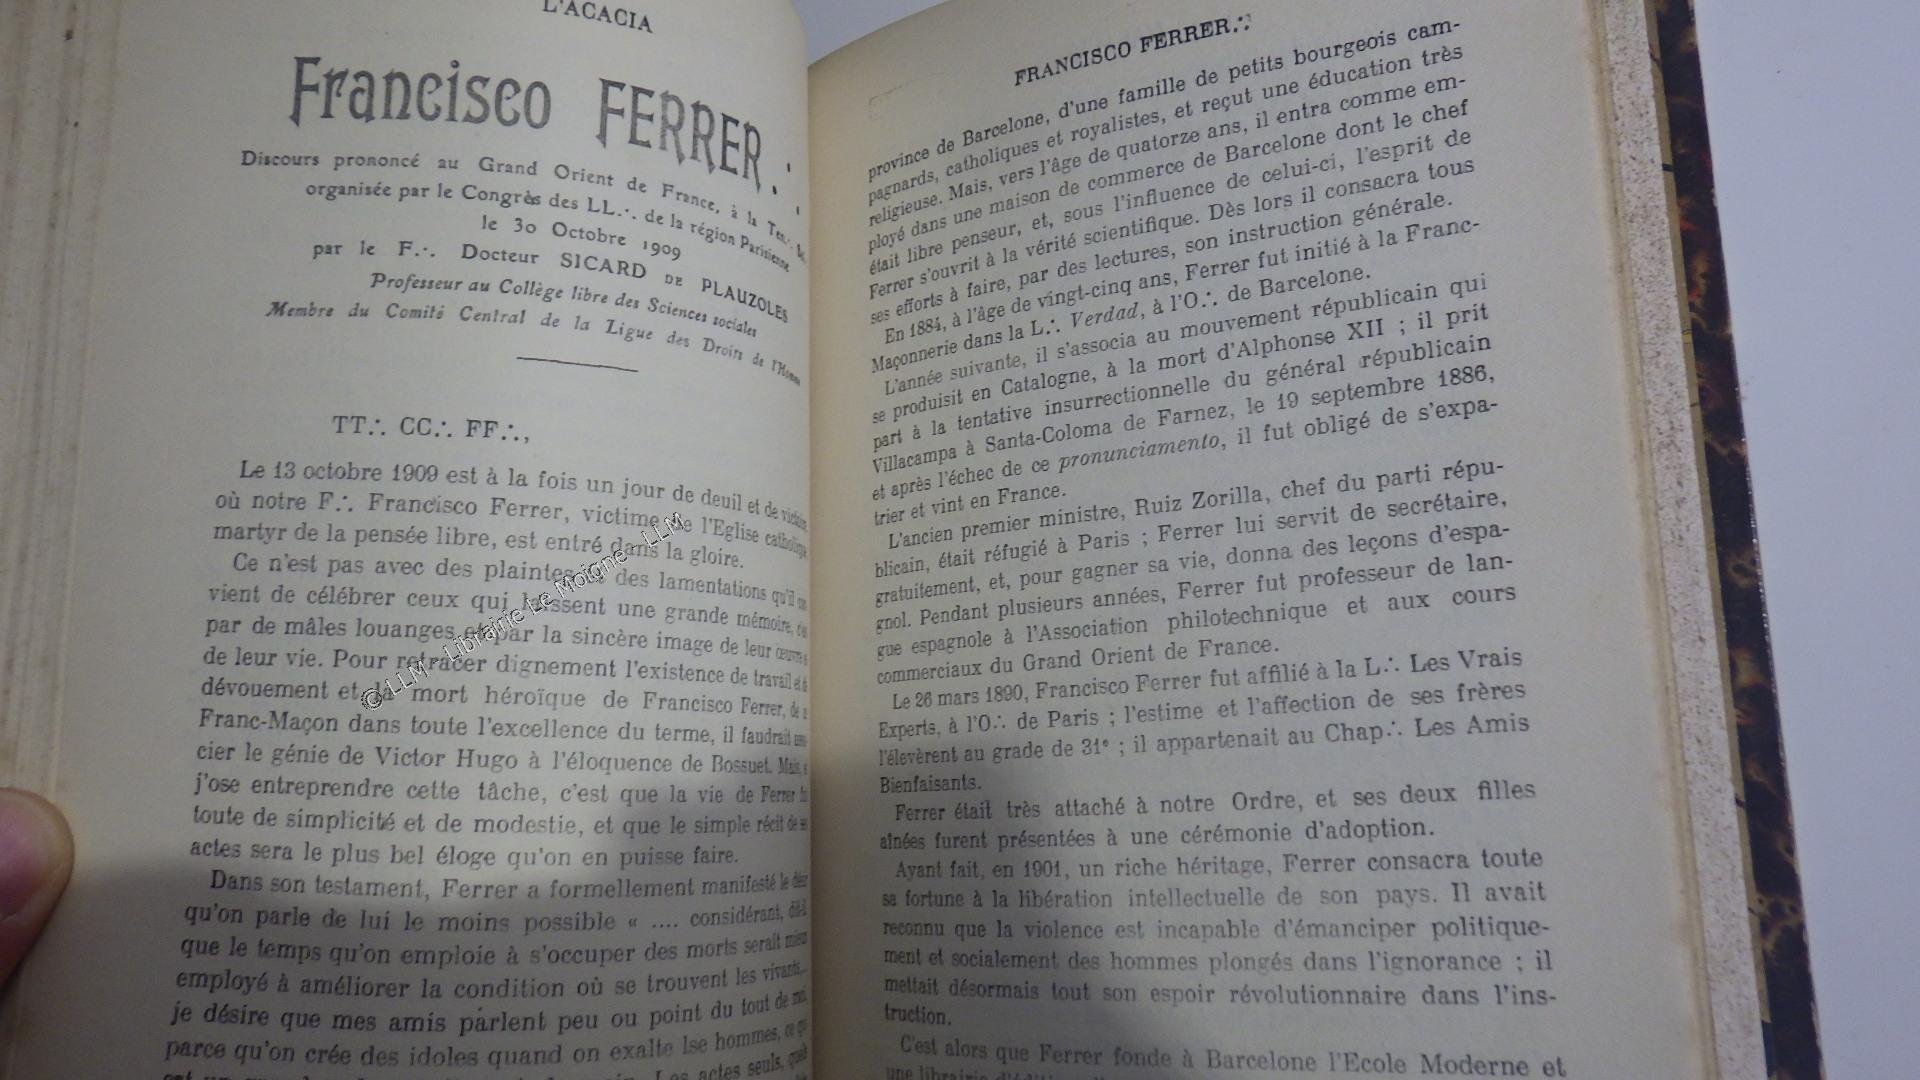 L'ACACIA
Francisco FERRER∴
Discours prononcé au Grand Orient de France, à la Ten∴
organisée par le Congrès des LL∴ de la région Parisienne
le 30 Octobre 1909
par le F∴ Docteur SICARD DE PLAUZOLES
Professeur au Collège libre des Sciences sociales
Membre du Comité Central de la Ligue des Droits de l'Homme
TT∴ CC∴ FF∴,
Le 13 octobre 1909 est à la fois un jour de deuil et de victoire
où notre F∴ Francisco Ferrer, victime de l'Eglise catholique
martyr de la pensée libre, est entré dans la gloire.
Ce n'est pas avec des plaintes et des lamentations qu'il con-
vient de célébrer ceux qui laissent une grande mémoire, c'est
par de mâles louanges et par la sincère image de leur œuvre et
de leur vie. Pour retracer dignement l'existence de travail et de
dévouement et la mort héroïque de Francisco Ferrer, de ce
Franc-Maçon dans toute l'excellence du terme, il faudrait asso-
cier le génie de Victor Hugo à l'éloquence de Bossuet. Mais, si
j'ose entreprendre cette tâche, c'est que la vie de Ferrer fut
toute de simplicité et de modestie, et que le simple récit de ses
actes sera le plus bel éloge qu'on en puisse faire.
Dans son testament, Ferrer a formellement manifesté le désir
qu'on parle de lui le moins possible « .... considérant, dit-il,
que le temps qu'on emploie à s'occuper des morts serait mieux
employé à améliorer la condition où se trouvent les vivants,...
je désire que mes amis parlent peu ou point du tout de moi,
parce qu'on crée des idoles quand on exalte lse hommes, ce qui
Les actes seuls,
© LLM - Librairie Le Moigne - LLM
FRANCISCO FERRER∴
province de Barcelone, d'une famille de petits bourgeois cam-
pagnards, catholiques et royalistes, et reçut une éducation très
religieuse. Mais, vers l'âge de quatorze ans, il entra comme em-
ployé dans une maison de commerce de Barcelone dont le chef
était libre penseur, et, sous l'influence de celui-ci, l'esprit de
Ferrer s'ouvrit à la vérité scientifique. Dès lors il consacra tous
ses efforts à faire, par des lectures, son instruction générale.
En 1884, à l'âge de vingt-cinq ans, Ferrer fut initié à la Franc-
Maçonnerie dans la L∴ Verdad, à l'O∴ de Barcelone.
L'année suivante, il s'associa au mouvement républicain qui
se produisit en Catalogne, à la mort d'Alphonse XII ; il prit
part à la tentative insurrectionnelle du général républicain
Villacampa à Santa-Coloma de Farnez, le 19 septembre 1886,
et après l'échec de ce pronunciamento, il fut obligé de s'expa-
trier et vint en France.
L'ancien premier ministre, Ruiz Zorilla, chef du parti répu-
blicain, était réfugié à Paris ; Ferrer lui servit de secrétaire,
gratuitement, et, pour gagner sa vie, donna des leçons d'espa-
gnol. Pendant plusieurs années, Ferrer fut professeur de lan-
gue espagnole à l'Association philotechnique et aux cours
commerciaux du Grand Orient de France.
Le 26 mars 1890, Francisco Ferrer fut affilié à la L∴ Les Vrais
Experts, à l'O∴ de Paris ; l'estime et l'affection de ses frères
l'élevèrent au grade de 31e ; il appartenait au Chap∴ Les Amis
Bienfaisants.
Ferrer était très attaché à notre Ordre, et ses deux filles
aînées furent présentées à une cérémonie d'adoption.
Ayant fait, en 1901, un riche héritage, Ferrer consacra toute
sa fortune à la libération intellectuelle de son pays. Il avait
reconnu que la violence est incapable d'émanciper politique-
ment et socialement des hommes plongés dans l'ignorance ; il
mettait désormais tout son espoir révolutionnaire dans l'ins-
truction.
C'est alors que Ferrer fonde à Barcelone l'Ecole Moderne et
une librairie